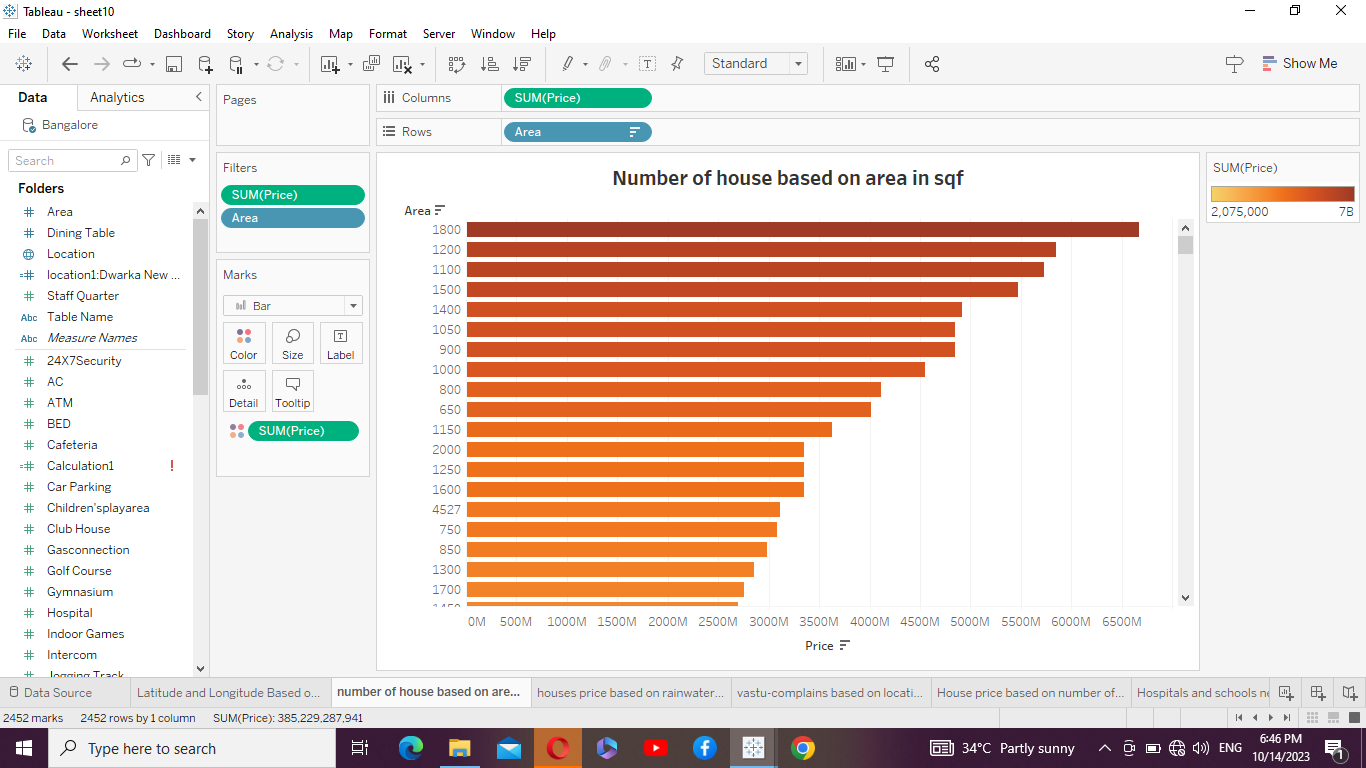 Tableau - sheet10
File Data Worksheet Dashboard Story Analysis Map Format Server Window Help
Standard
Show Me
Data Analytics
Bangalore
Search
Folders
Area
Dining Table
Location
location1:Dwarka New ...
Staff Quarter
Abc Table Name
Abc Measure Names
24X7Security
AC
ATM
BED
Cafeteria
Calculation1 !
Car Parking
Children'splayarea
Club House
Gasconnection
Golf Course
Gymnasium
Hospital
Indoor Games
Intercom
Jogging Track
Pages
Filters
SUM(Price)
Area
Marks
Bar
Color Size Label
Detail Tooltip
SUM(Price)
Columns SUM(Price)
Rows Area
Number of house based on area in sqf
Area
1800
1200
1100
1500
1400
1050
900
1000
800
650
1150
2000
1250
1600
4527
750
850
1300
1700
1450
0M 500M 1000M 1500M 2000M 2500M 3000M 3500M 4000M 4500M 5000M 5500M 6000M 6500M
Price
SUM(Price)
2,075,000 7B
Data Source Latitude and Longitude Based o... number of house based on are... houses price based on rainwater... vastu-complains based on locati... House price based on number of... Hospitals and schools ne
2452 marks 2452 rows by 1 column SUM(Price): 385,229,287,941
Type here to search
34°C Partly sunny
ENG
6:46 PM
10/14/2023
1